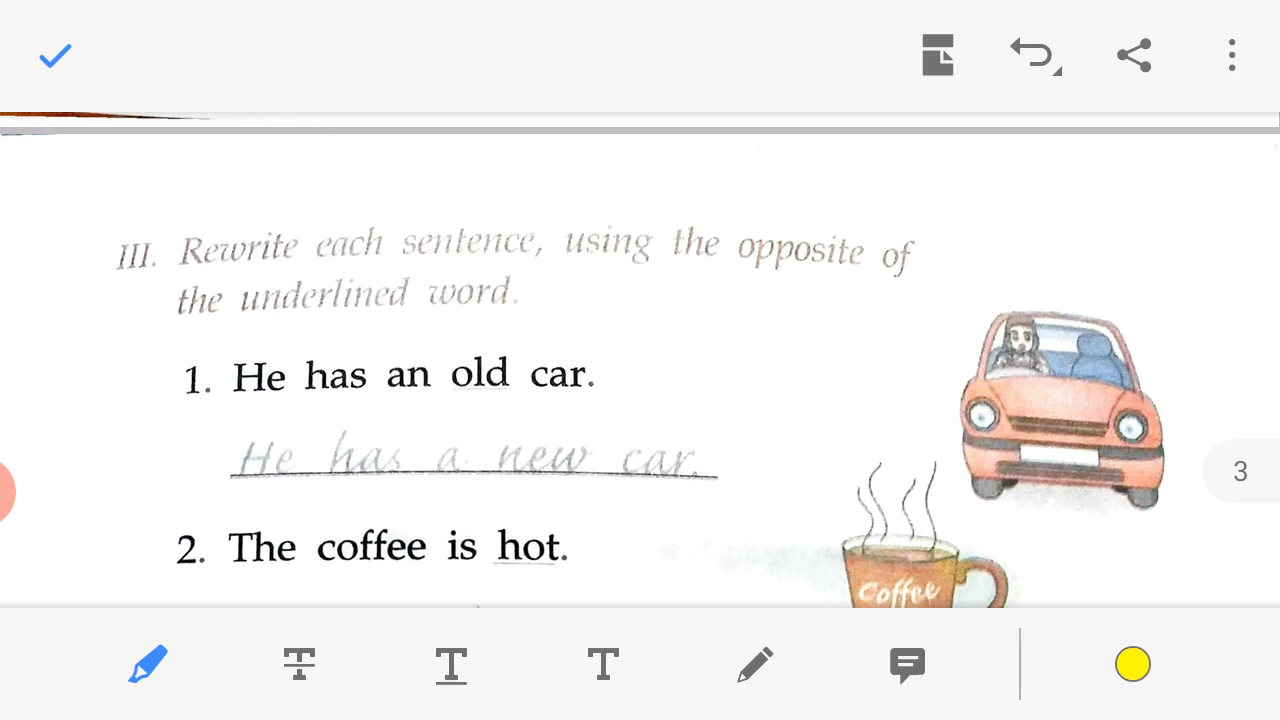 III. Rewrite each sentence, using the opposite of
the underlined word.
1. He has an old car.
He has a new car.
2. The coffee is hot.
Coffee
3
T T T